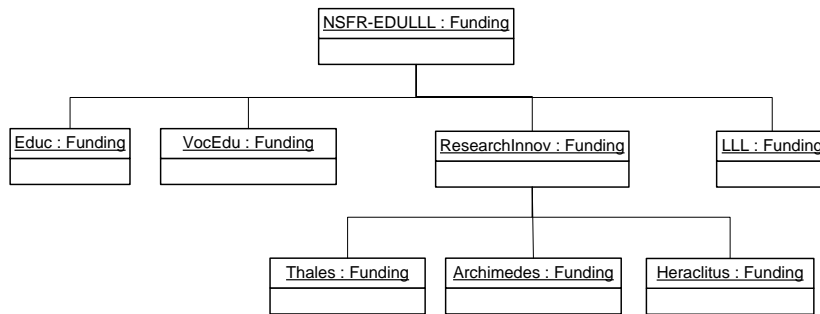 NSFR-EDULLL : Funding
Educ : Funding
VocEdu : Funding
ResearchInnov : Funding
LLL : Funding
Thales : Funding
Archimedes : Funding
Heraclitus : Funding